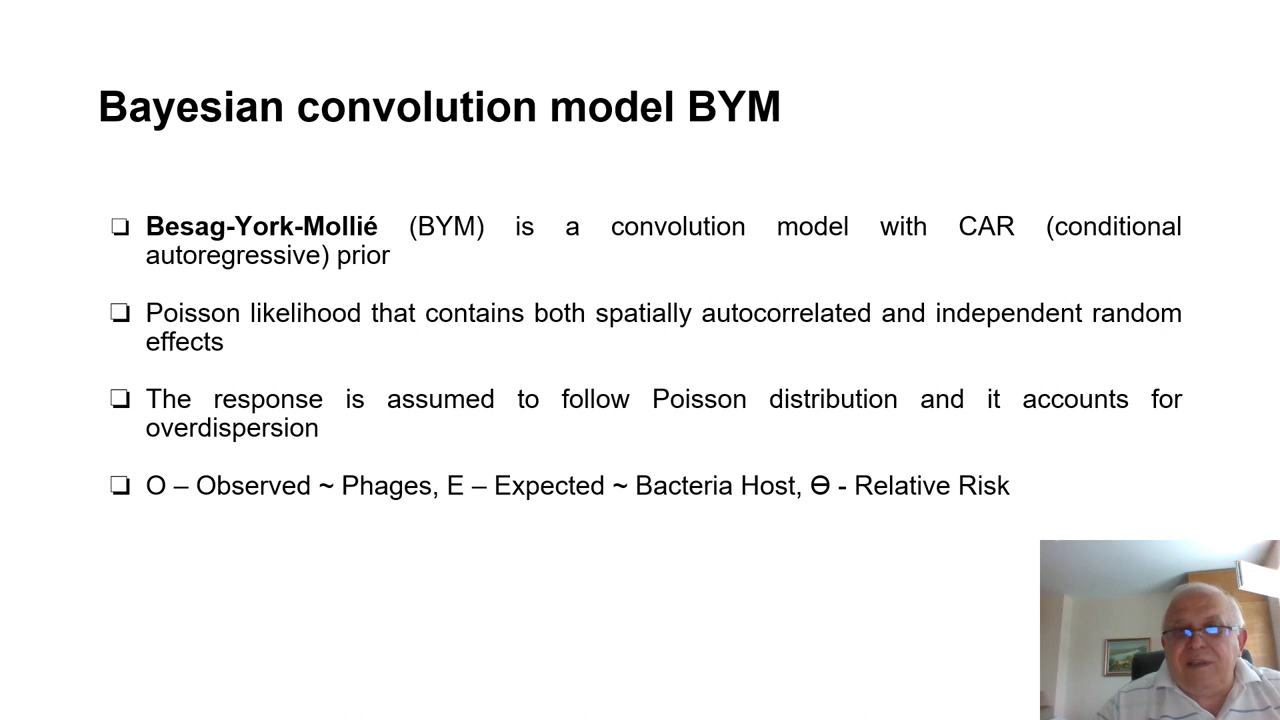 Bayesian convolution model BYM
❏ Besag-York-Mollié (BYM) is a convolution model with CAR (conditional
autoregressive) prior
❏ Poisson likelihood that contains both spatially autocorrelated and independent random
effects
❏ The response is assumed to follow Poisson distribution and it accounts for
overdispersion
❏ O – Observed ~ Phages, E – Expected ~ Bacteria Host, Ѳ - Relative Risk